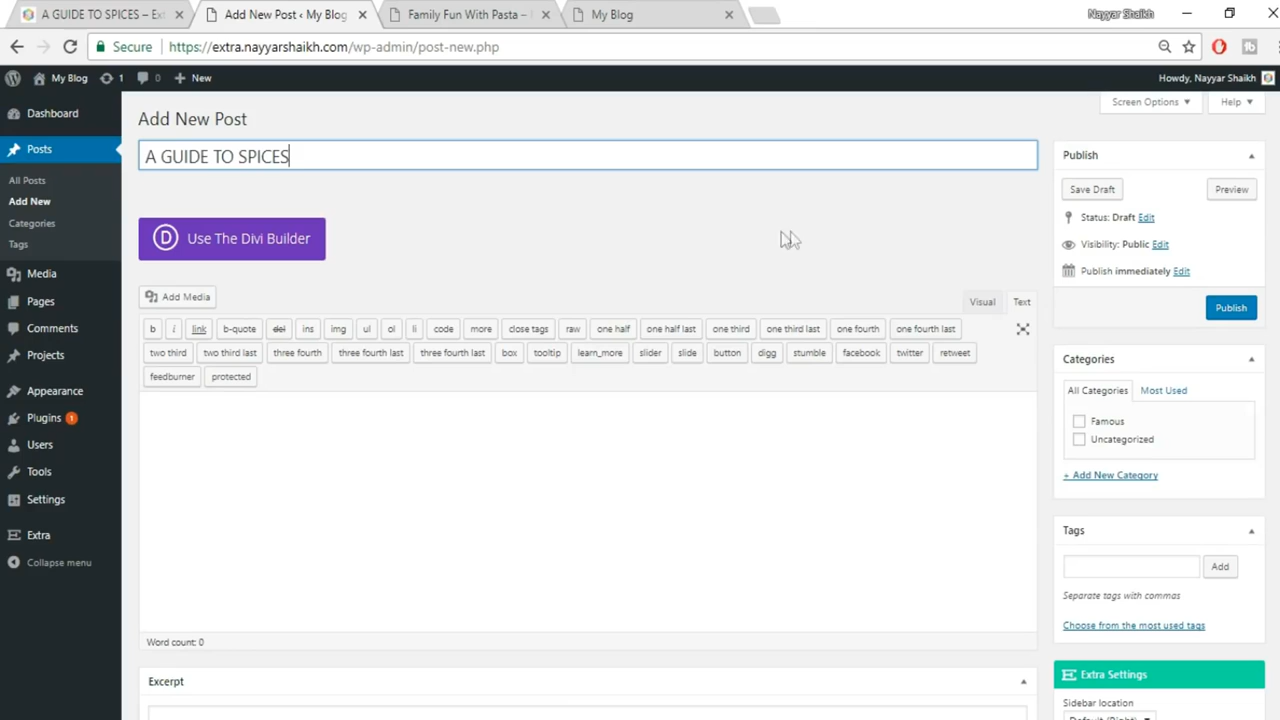 A GUIDE TO SPICES – Ex
Add New Post ‹ My Blog
Family Fun With Pasta –
My Blog
Nayyar Shaikh
Secure https://extra.nayyarshaikh.com/wp-admin/post-new.php
My Blog 1 0 New
Howdy, Nayyar Shaikh
Screen Options Help
Dashboard
Posts
All Posts
Add New
Categories
Tags
Media
Pages
Comments
Projects
Appearance
Plugins 1
Users
Tools
Settings
Extra
Collapse menu
Add New Post
A GUIDE TO SPICES
D Use The Divi Builder
Add Media
Visual Text
b i link b-quote del ins img ul ol li code more close tags raw one half one half last one third one third last one fourth one fourth last
two third two third last three fourth three fourth last three fourth last box tooltip learn_more slider slide button digg stumble facebook twitter retweet
feedburner protected
Word count: 0
Excerpt
Publish
Save Draft Preview
Status: Draft Edit
Visibility: Public Edit
Publish immediately Edit
Publish
Categories
All Categories Most Used
Famous
Uncategorized
+ Add New Category
Tags
Add
Separate tags with commas
Choose from the most used tags
Extra Settings
Sidebar location
Default (Right)